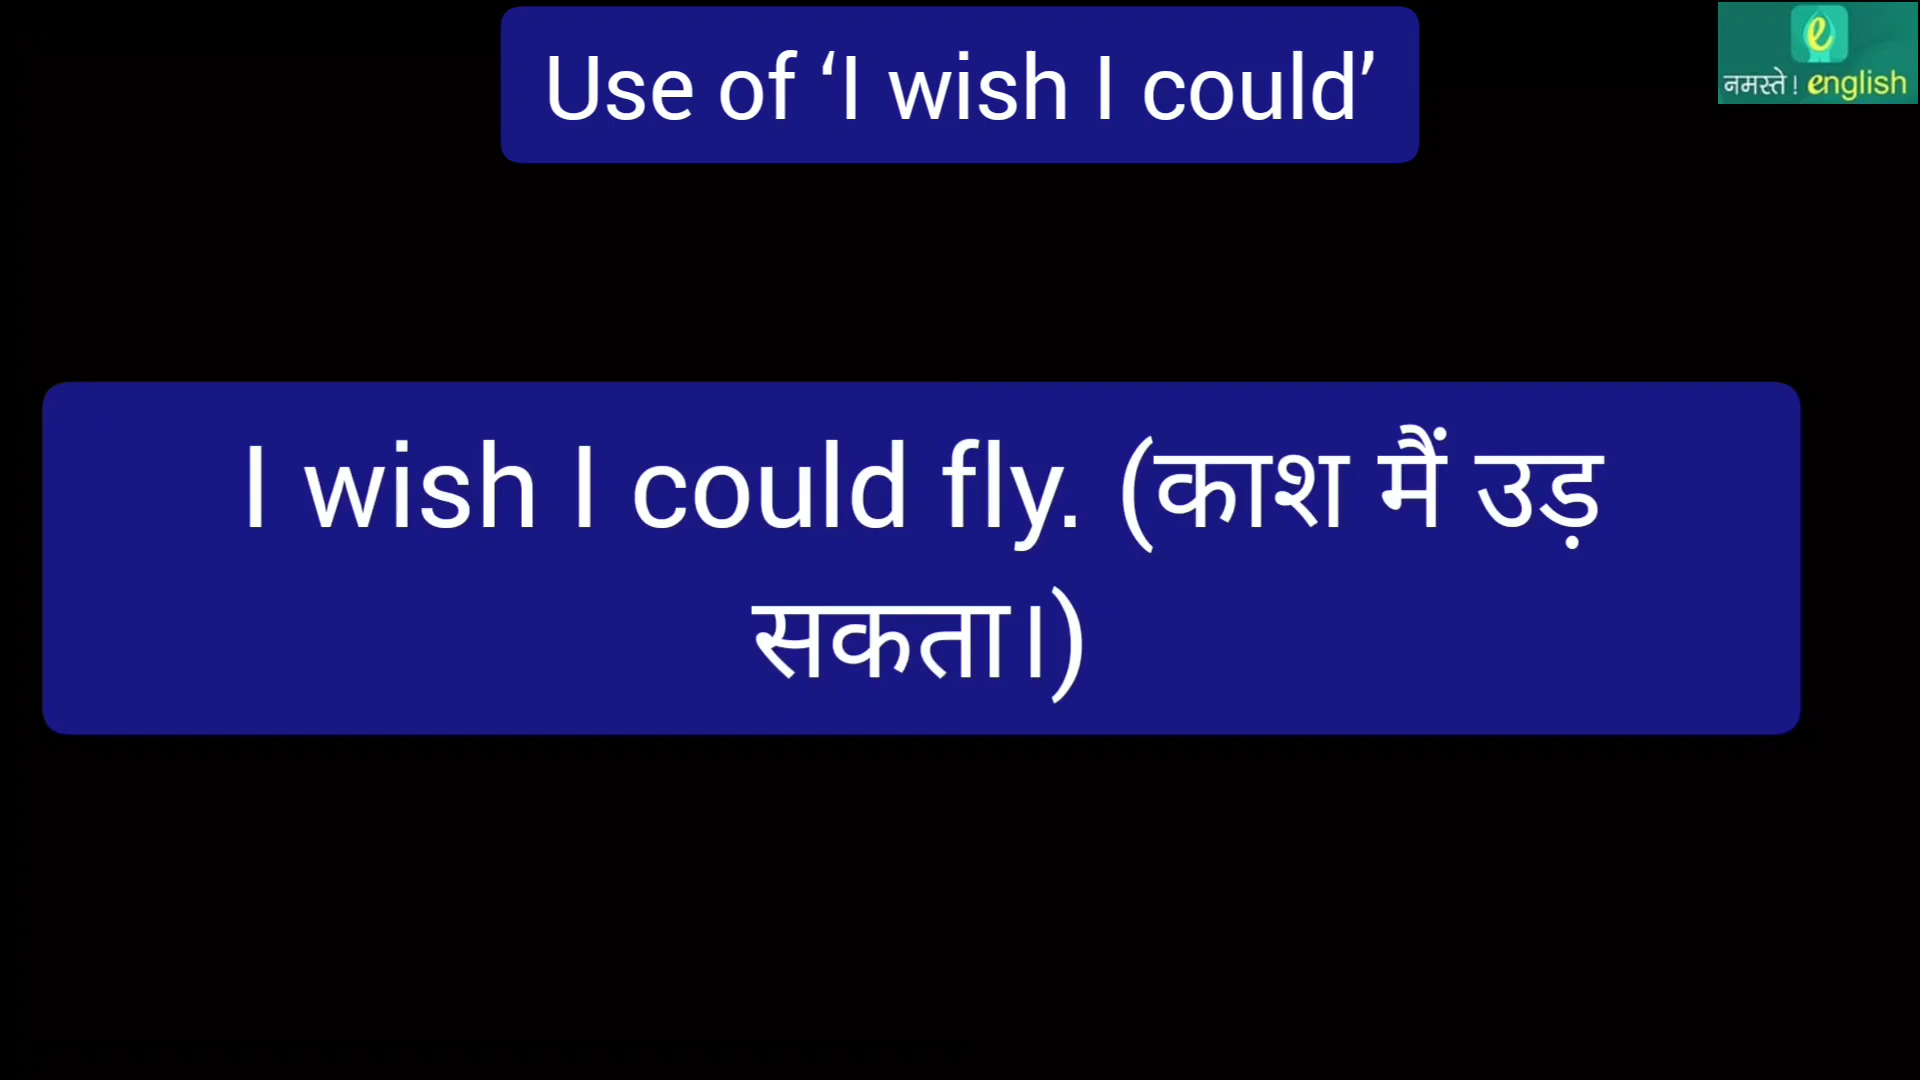 Use of ‘I wish I could’
नमस्ते ! english
I wish I could fly. (काश मैं उड़
सकता।)